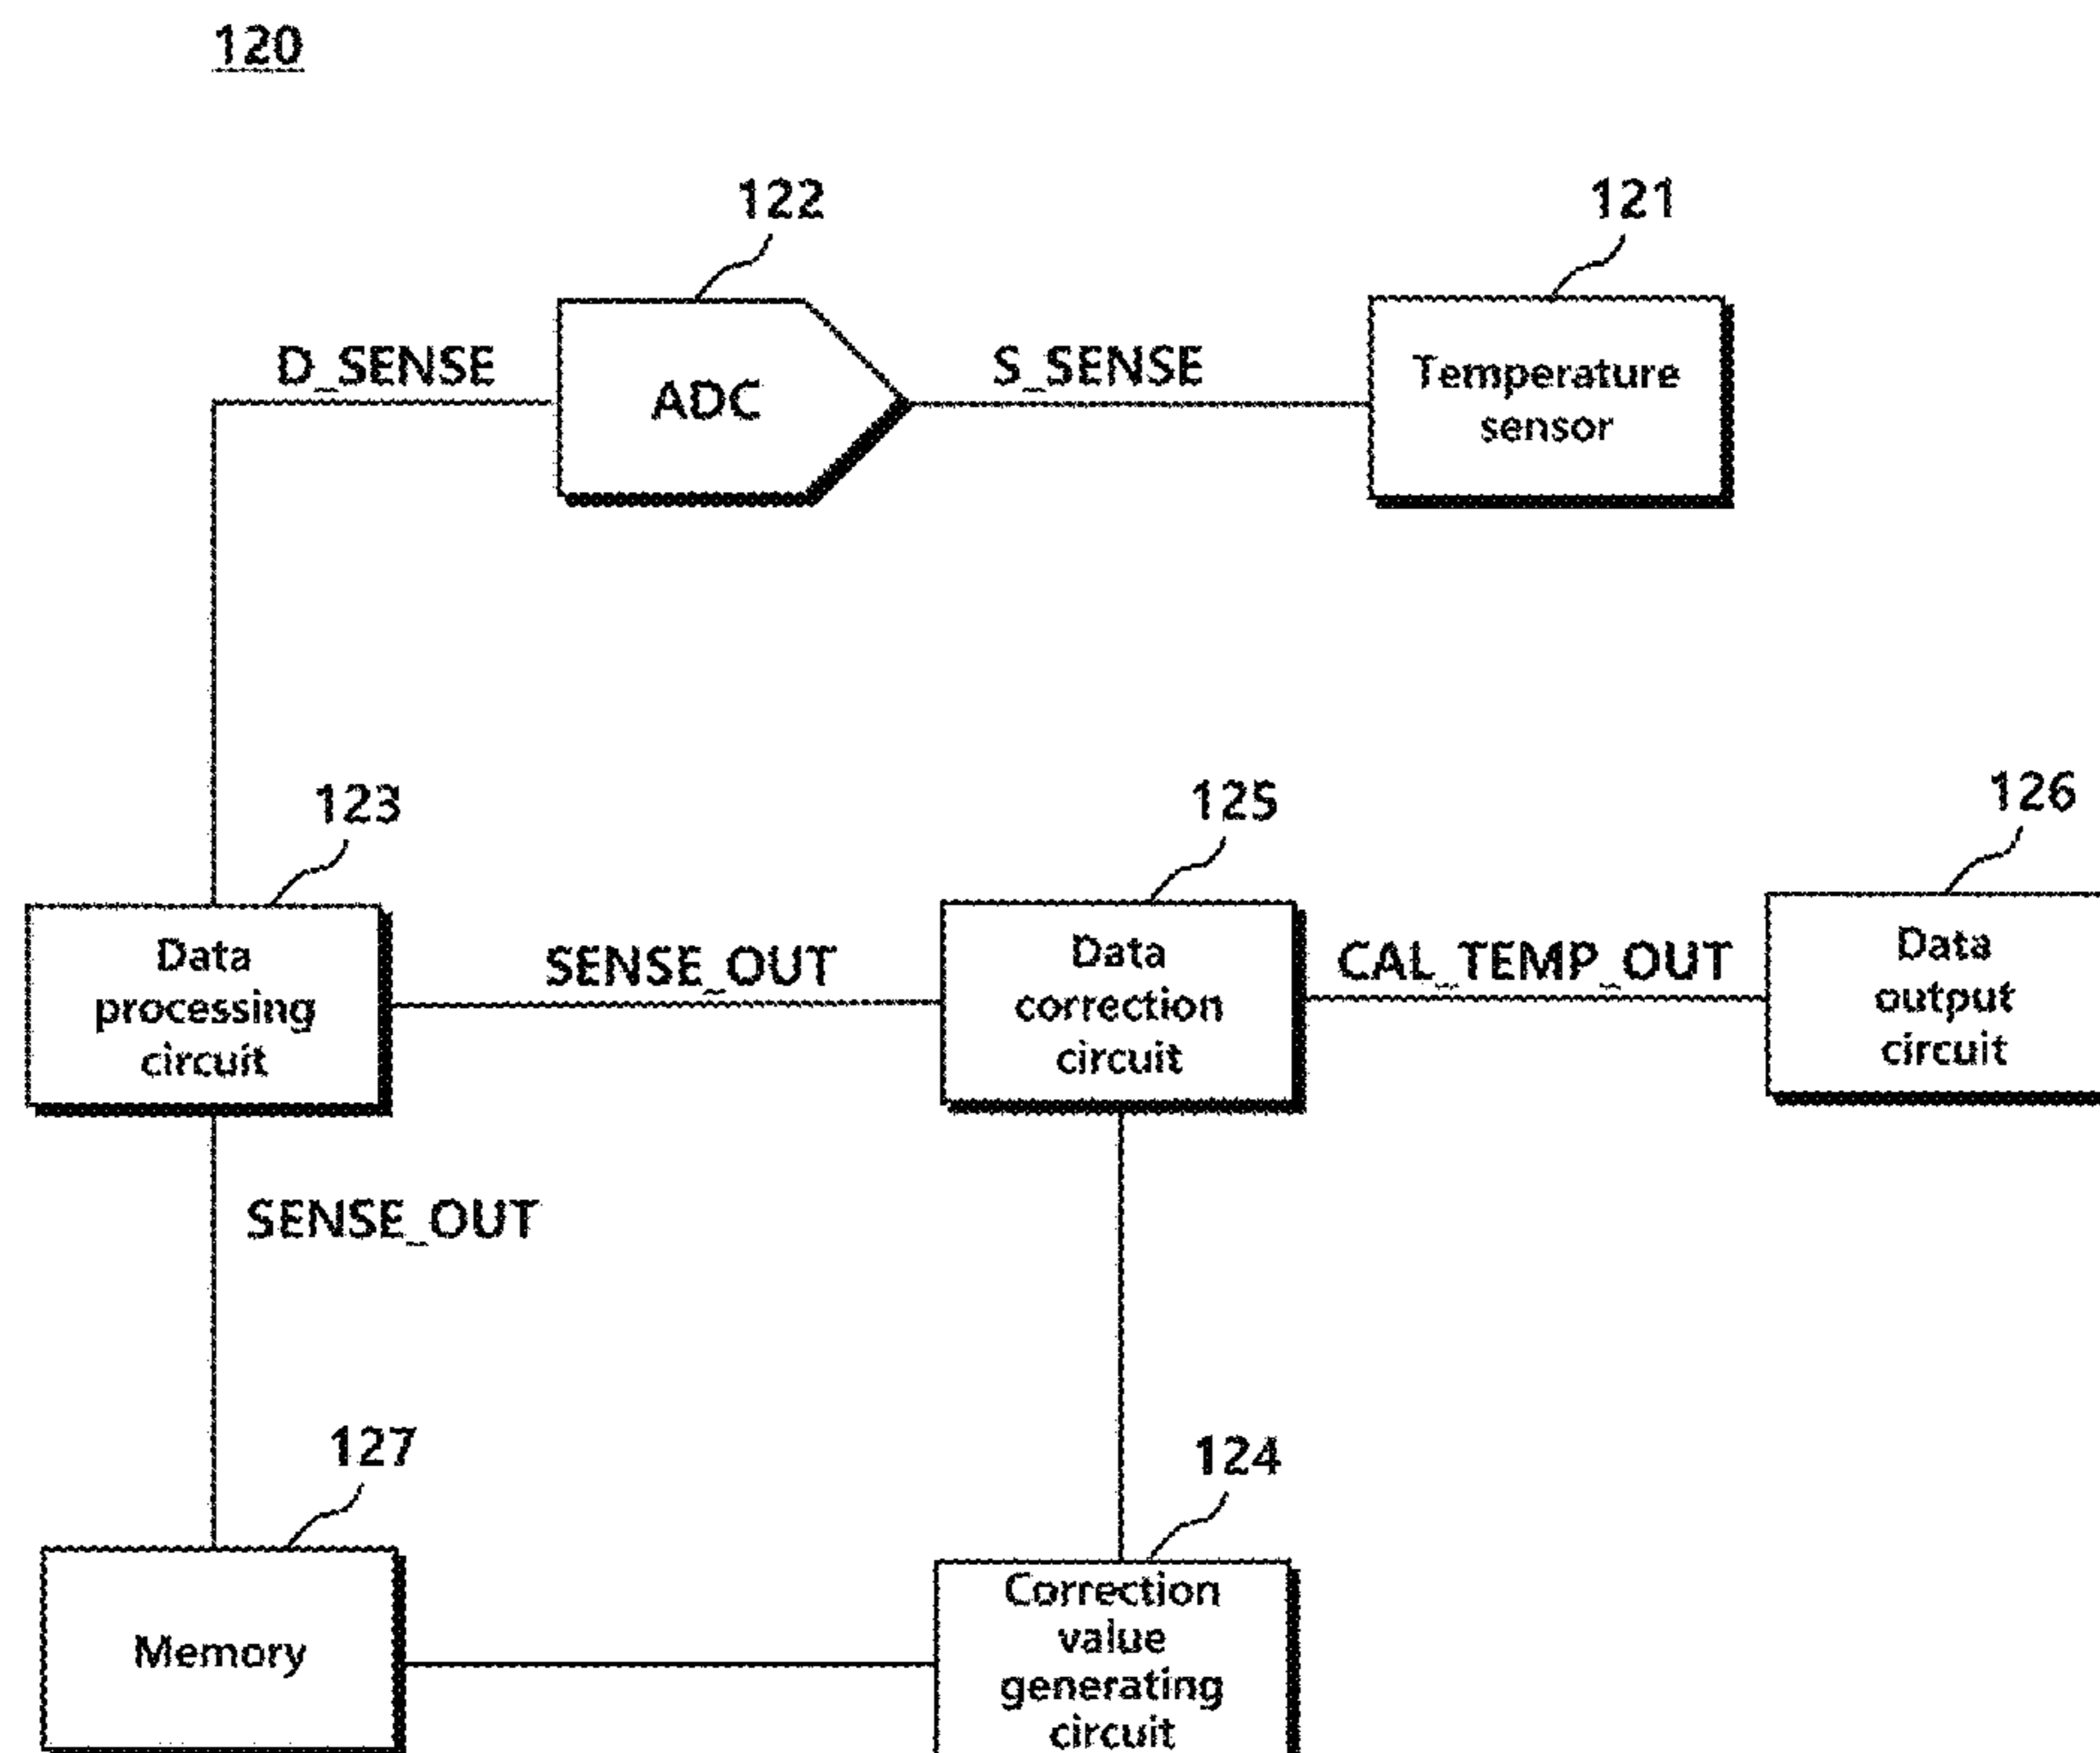 120
122
121
D_SENSE
ADC
S_SENSE
Temperature
sensor
123
125
126
Data
processing
circuit
SENSE_OUT
Data
correction
circuit
CAL_TEMP_OUT
Data
output
circuit
SENSE_OUT
127
124
Memory
Correction
value
generating
circuit